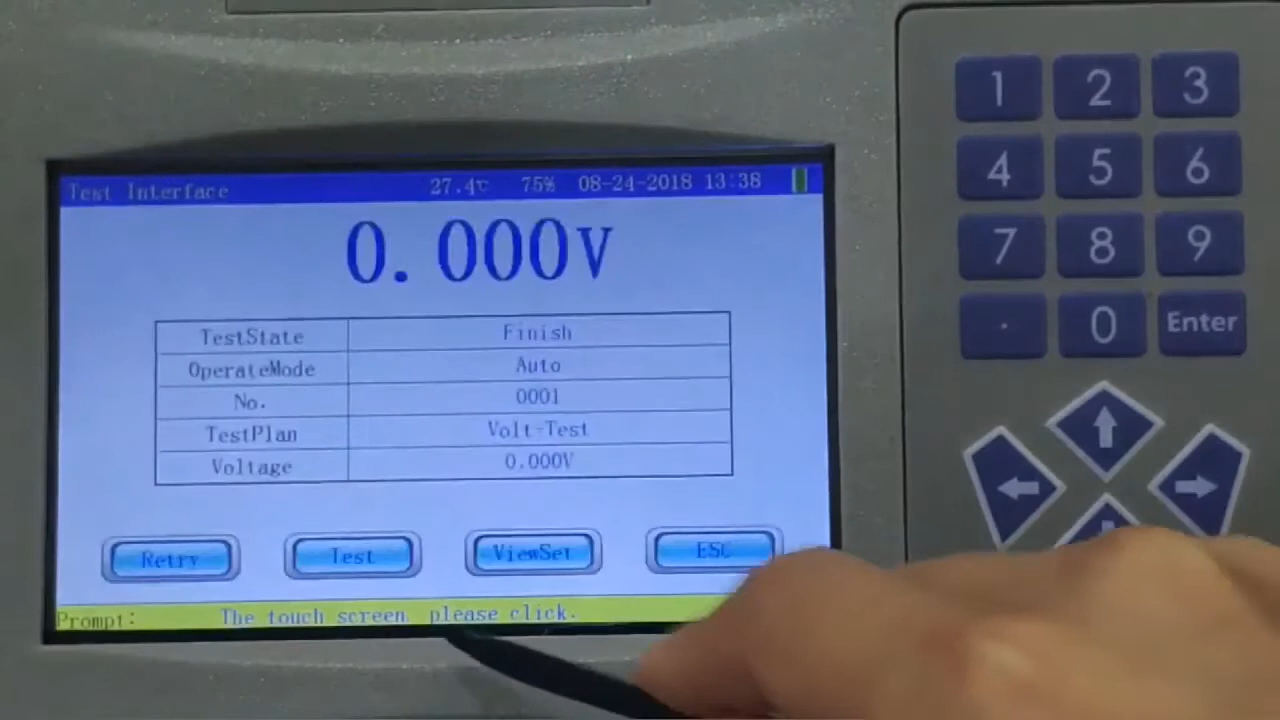 Test Interface 27.4℃ 75% 08-24-2018 13:38
0.000V
TestState Finish
OperateMode Auto
No. 0001
TestPlan Volt-Test
Voltage 0.000V
Retry Test ViewSet ESC
Prompt: The touch screen, please click.
1 2 3
4 5 6
7 8 9
. 0 Enter